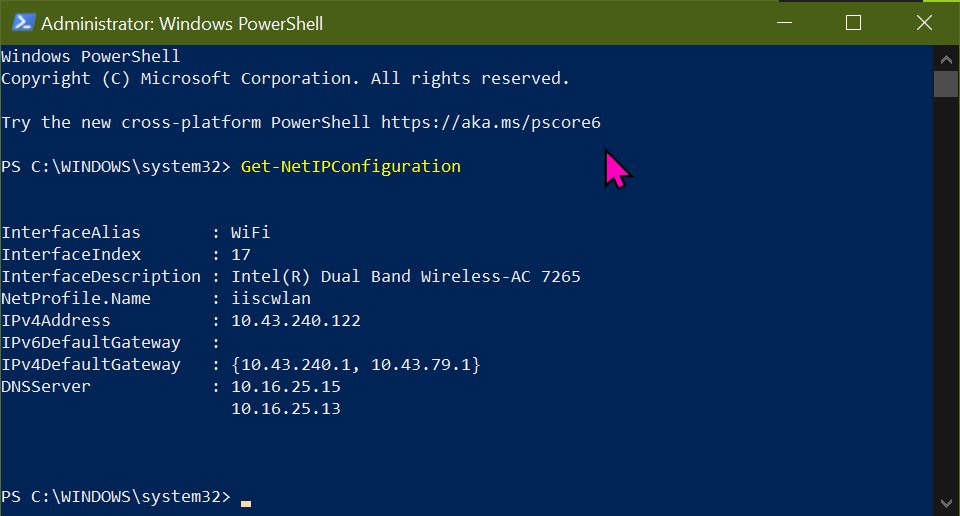 Administrator: Windows PowerShell
Windows PowerShell
Copyright (C) Microsoft Corporation. All rights reserved.
Try the new cross-platform PowerShell https://aka.ms/pscore6
PS C:\WINDOWS\system32> Get-NetIPConfiguration
InterfaceAlias       : WiFi
InterfaceIndex       : 17
InterfaceDescription : Intel(R) Dual Band Wireless-AC 7265
NetProfile.Name      : iiscwlan
IPv4Address          : 10.43.240.122
IPv6DefaultGateway   :
IPv4DefaultGateway   : {10.43.240.1, 10.43.79.1}
DNSServer            : 10.16.25.15
                       10.16.25.13
PS C:\WINDOWS\system32>